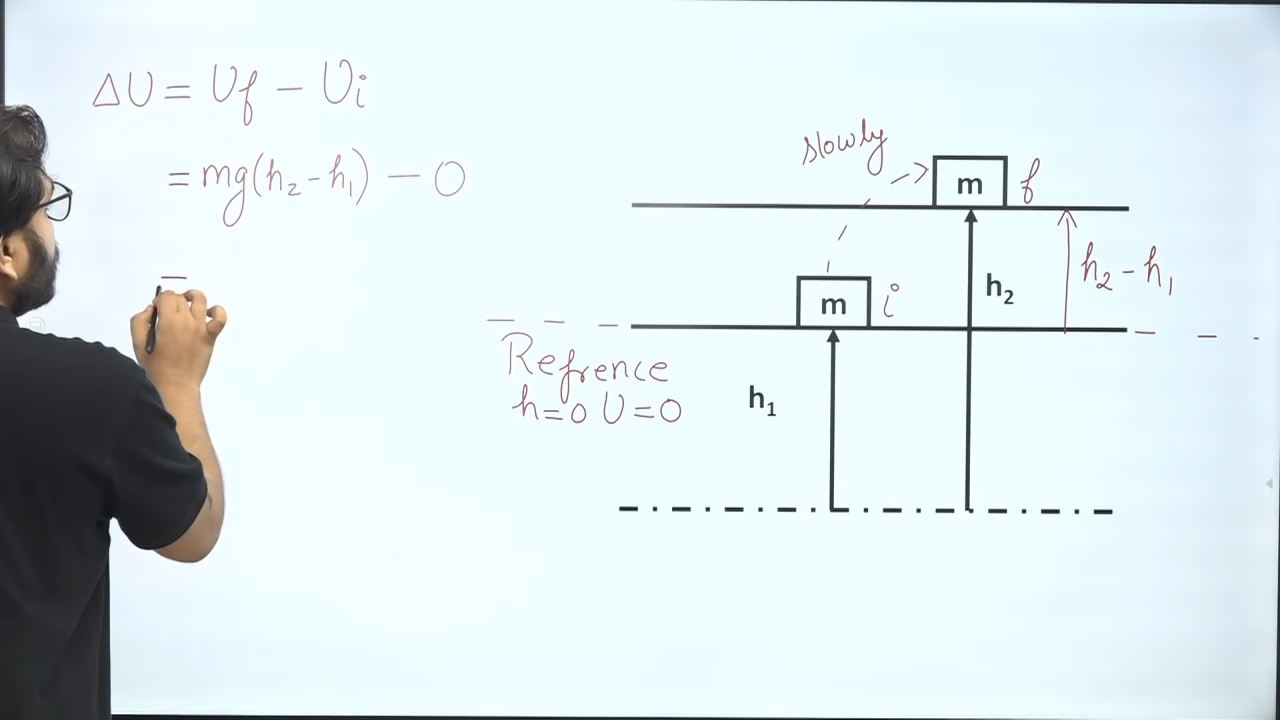 ΔU = Uf - Ui
= mg(h₂-h₁) - 0
slowly
m f
h₂-h₁
h₂
m i
Refrence
h=0 U=0
h₁